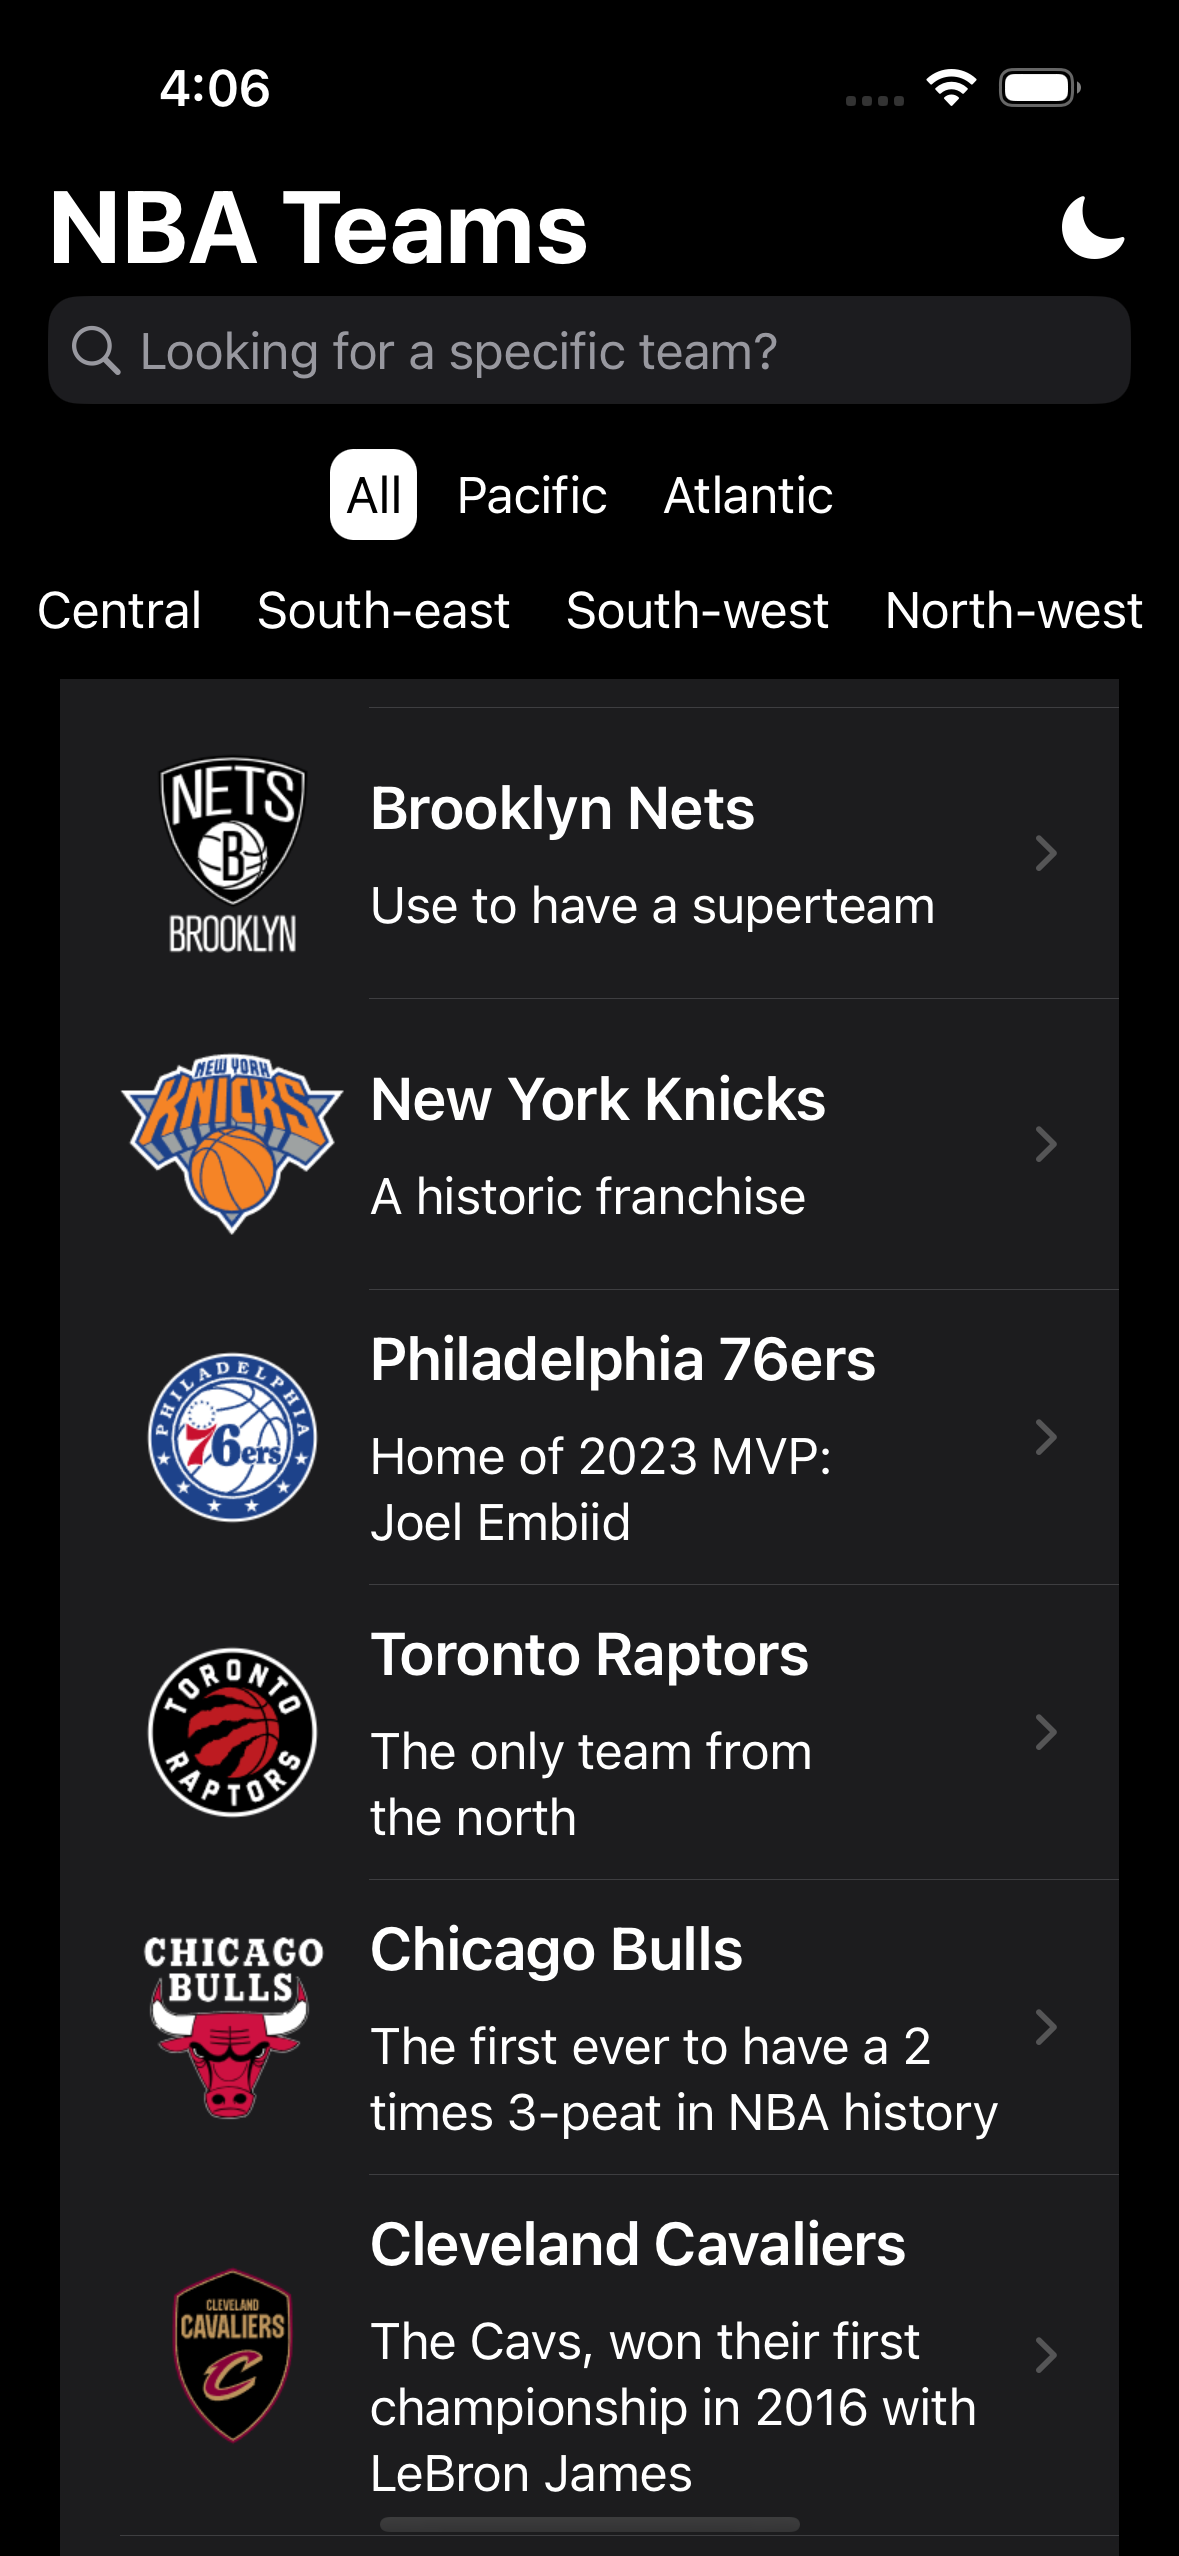 4:06
NBA Teams
Looking for a specific team?
All Pacific Atlantic
Central South-east South-west North-west
NETS
B
BROOKLYN
Brooklyn Nets
Use to have a superteam
NEW YORK
KNICKS
New York Knicks
A historic franchise
PHILADELPHIA
76ers
Philadelphia 76ers
Home of 2023 MVP:
Joel Embiid
TORONTO
RAPTORS
Toronto Raptors
The only team from
the north
CHICAGO
BULLS
Chicago Bulls
The first ever to have a 2
times 3-peat in NBA history
CLEVELAND
CAVALIERS
C
Cleveland Cavaliers
The Cavs, won their first
championship in 2016 with
LeBron James